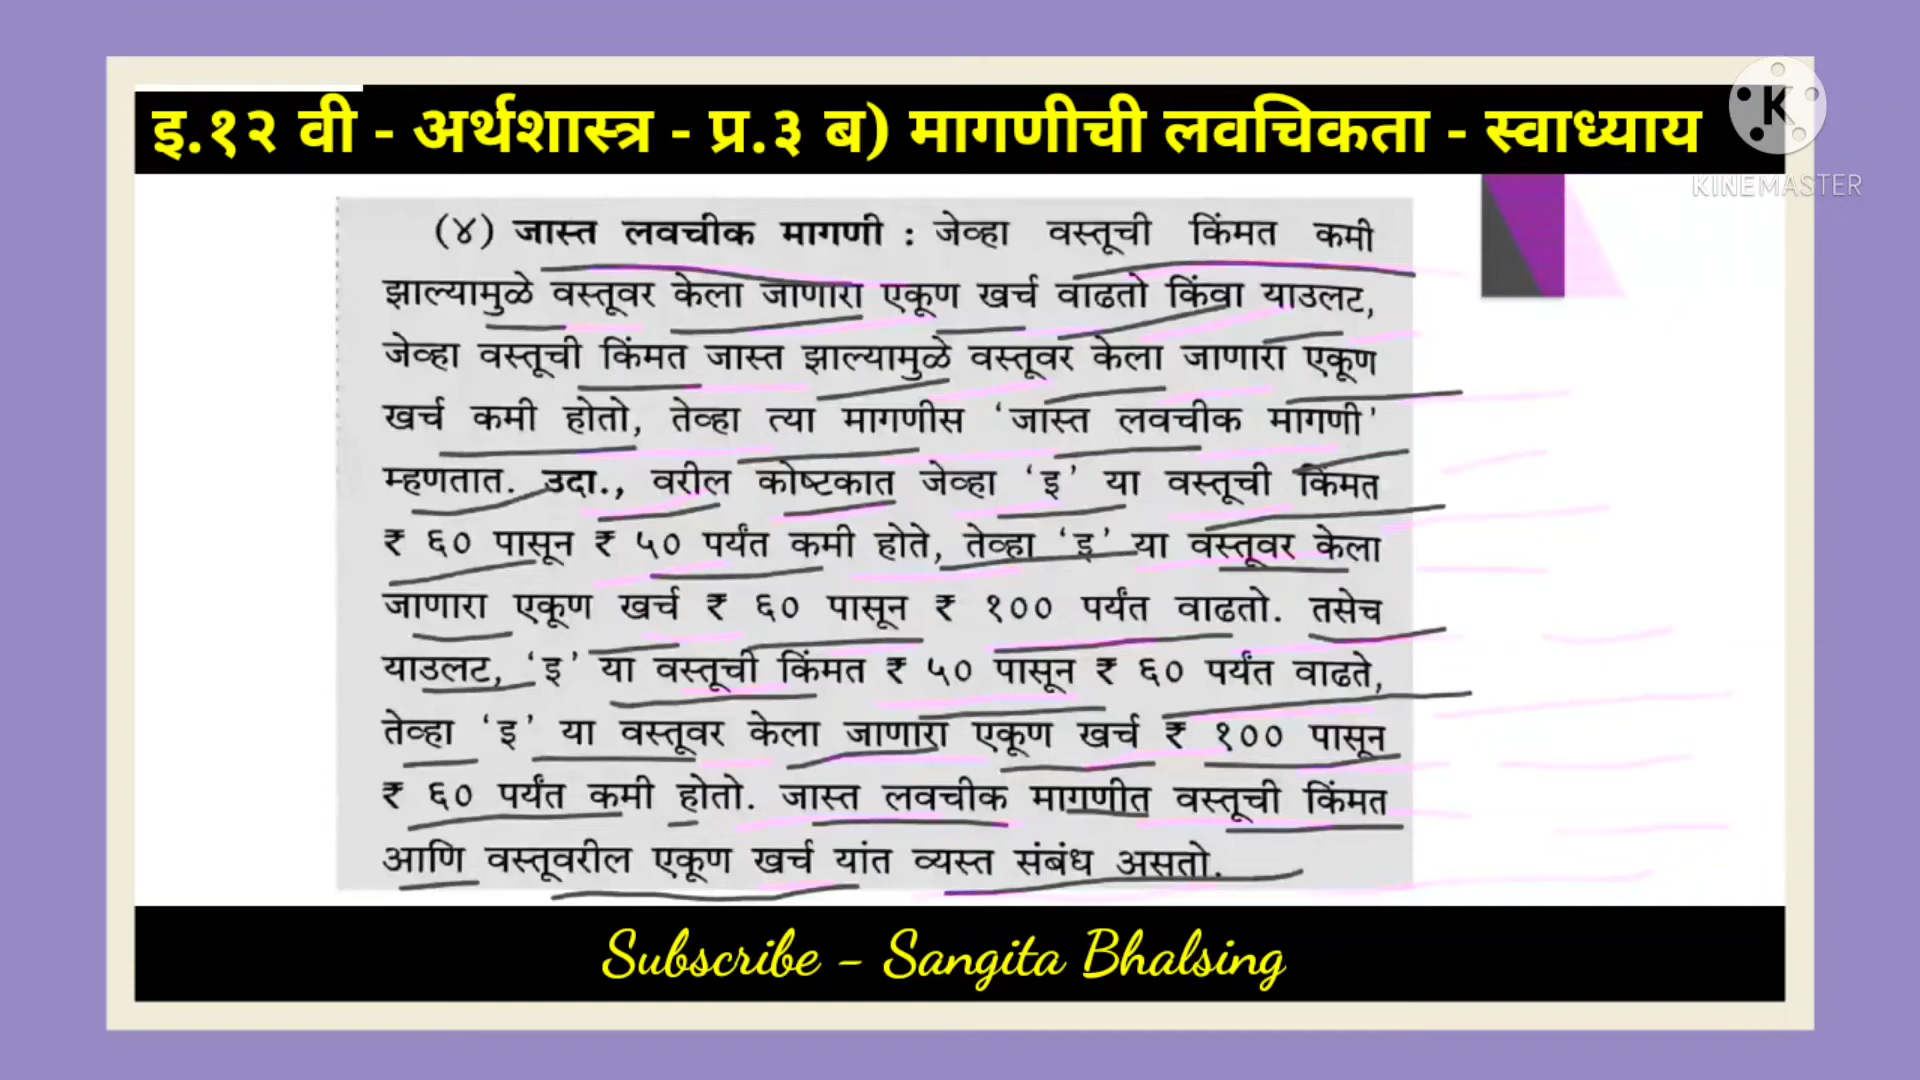 इ.१२ वी - अर्थशास्त्र - प्र.३ ब) मागणीची लवचिकता - स्वाध्याय
K
KINEMASTER
(४) जास्त लवचीक मागणी : जेव्हा वस्तूची किंमत कमी
झाल्यामुळे वस्तूवर केला जाणारा एकूण खर्च वाढतो किंवा याउलट,
जेव्हा वस्तूची किंमत जास्त झाल्यामुळे वस्तूवर केला जाणारा एकूण
खर्च कमी होतो, तेव्हा त्या मागणीस ‘जास्त लवचीक मागणी’
म्हणतात. उदा., वरील कोष्टकात जेव्हा ‘इ’ या वस्तूची किंमत
₹ ६० पासून ₹ ५० पर्यंत कमी होते, तेव्हा ‘इ’ या वस्तूवर केला
जाणारा एकूण खर्च ₹ ६० पासून ₹ १०० पर्यंत वाढतो. तसेच
याउलट, ‘इ’ या वस्तूची किंमत ₹ ५० पासून ₹ ६० पर्यंत वाढते,
तेव्हा ‘इ’ या वस्तूवर केला जाणारा एकूण खर्च ₹ १०० पासून
₹ ६० पर्यंत कमी होतो. जास्त लवचीक मागणीत वस्तूची किंमत
आणि वस्तूवरील एकूण खर्च यांत व्यस्त संबंध असतो.
Subscribe - Sangita Bhalsing